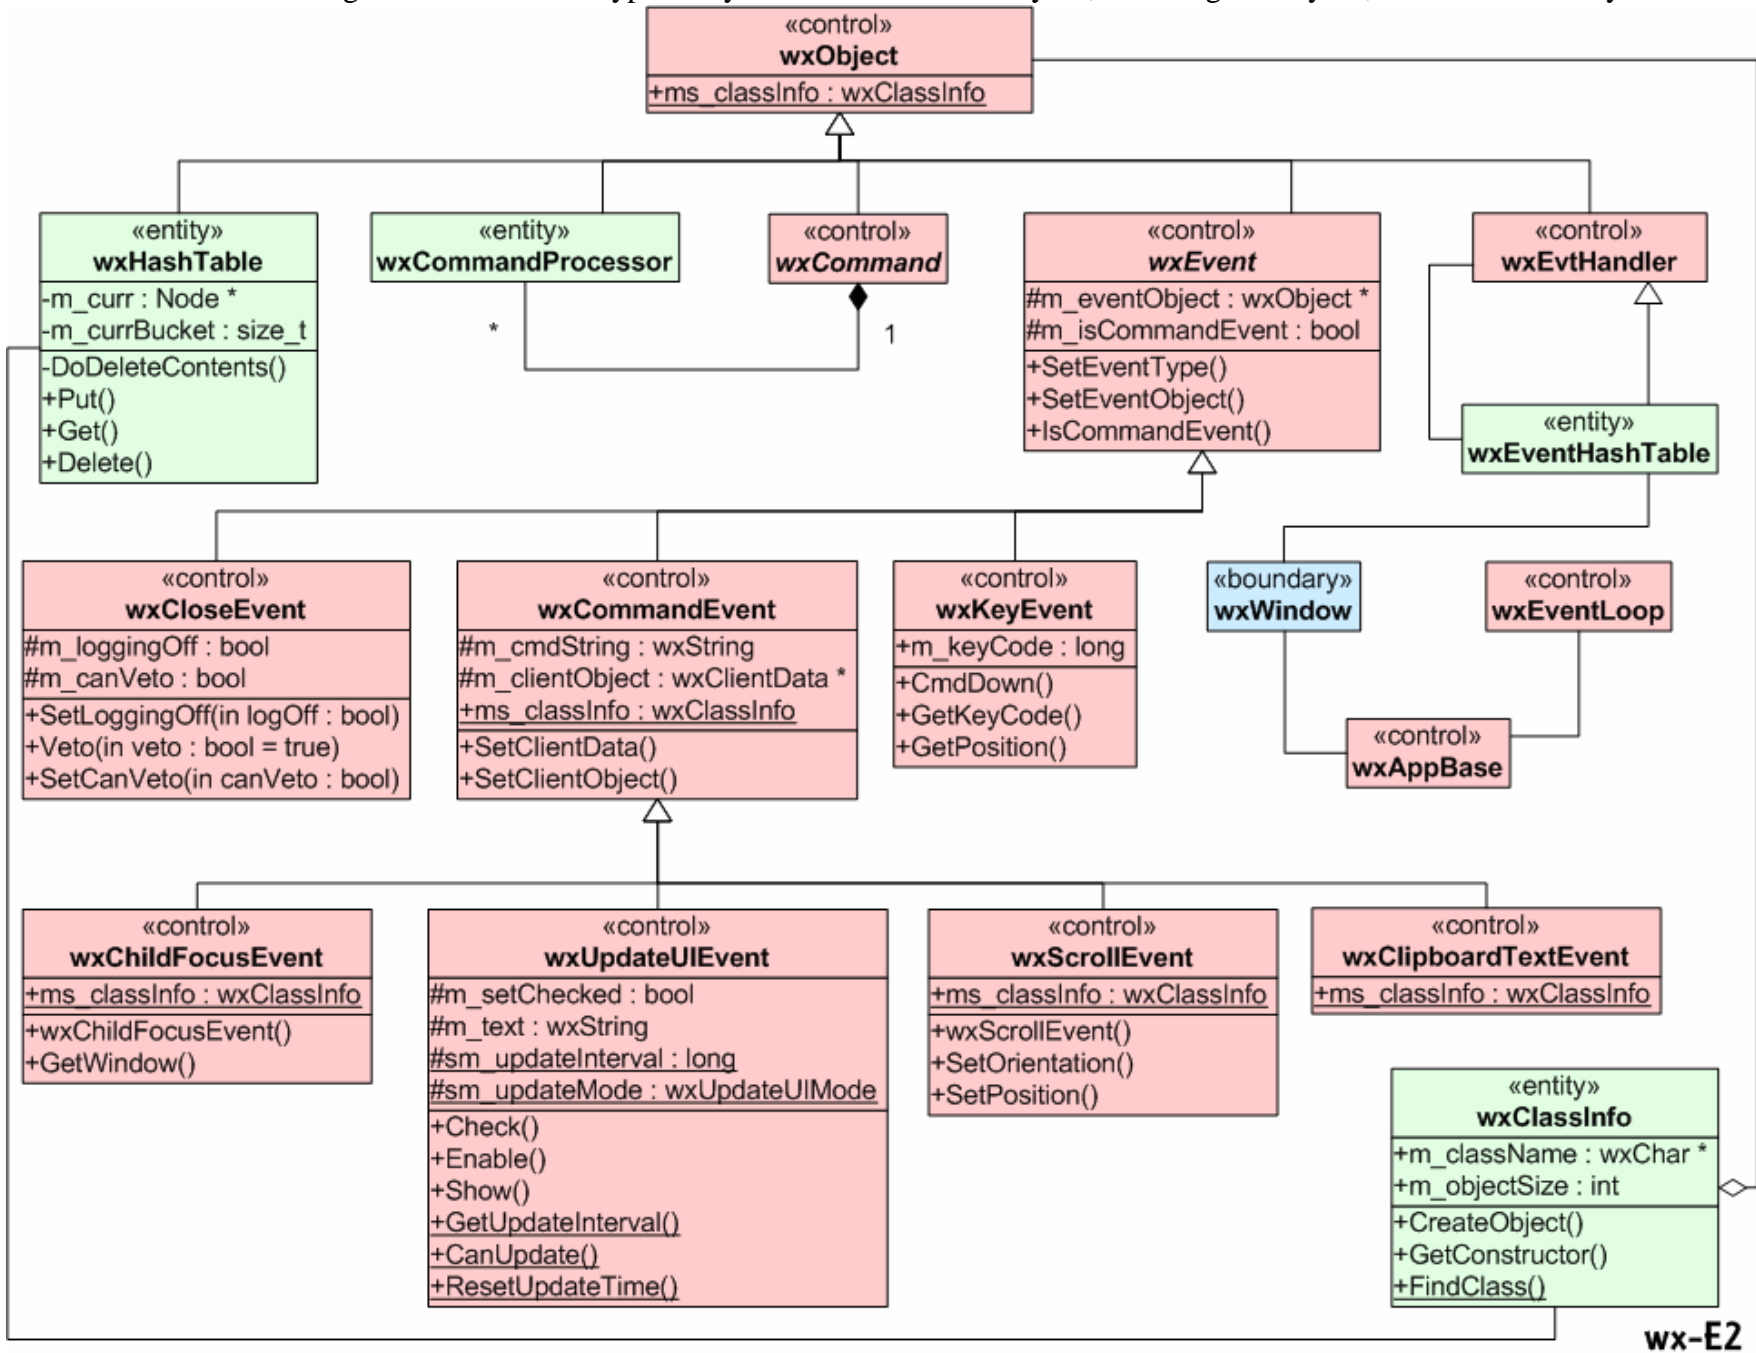 «control»
wxObject
+ms_classInfo : wxClassInfo
«entity»
wxHashTable
-m_curr : Node *
-m_currBucket : size_t
-DoDeleteContents()
+Put()
+Get()
+Delete()
«entity»
wxCommandProcessor
«control»
wxCommand
*
1
«control»
wxEvent
#m_eventObject : wxObject *
#m_isCommandEvent : bool
+SetEventType()
+SetEventObject()
+IsCommandEvent()
«control»
wxEvtHandler
«entity»
wxEventHashTable
«control»
wxCloseEvent
#m_loggingOff : bool
#m_canVeto : bool
+SetLoggingOff(in logOff : bool)
+Veto(in veto : bool = true)
+SetCanVeto(in canVeto : bool)
«control»
wxCommandEvent
#m_cmdString : wxString
#m_clientObject : wxClientData *
+ms_classInfo : wxClassInfo
+SetClientData()
+SetClientObject()
«control»
wxKeyEvent
+m_keyCode : long
+CmdDown()
+GetKeyCode()
+GetPosition()
«boundary»
wxWindow
«control»
wxEventLoop
«control»
wxAppBase
«control»
wxChildFocusEvent
+ms_classInfo : wxClassInfo
+wxChildFocusEvent()
+GetWindow()
«control»
wxUpdateUIEvent
#m_setChecked : bool
#m_text : wxString
#sm_updateInterval : long
#sm_updateMode : wxUpdateUIMode
+Check()
+Enable()
+Show()
+GetUpdateInterval()
+CanUpdate()
+ResetUpdateTime()
«control»
wxScrollEvent
+ms_classInfo : wxClassInfo
+wxScrollEvent()
+SetOrientation()
+SetPosition()
«control»
wxClipboardTextEvent
+ms_classInfo : wxClassInfo
«entity»
wxClassInfo
+m_className : wxChar *
+m_objectSize : int
+CreateObject()
+GetConstructor()
+FindClass()
wx-E2